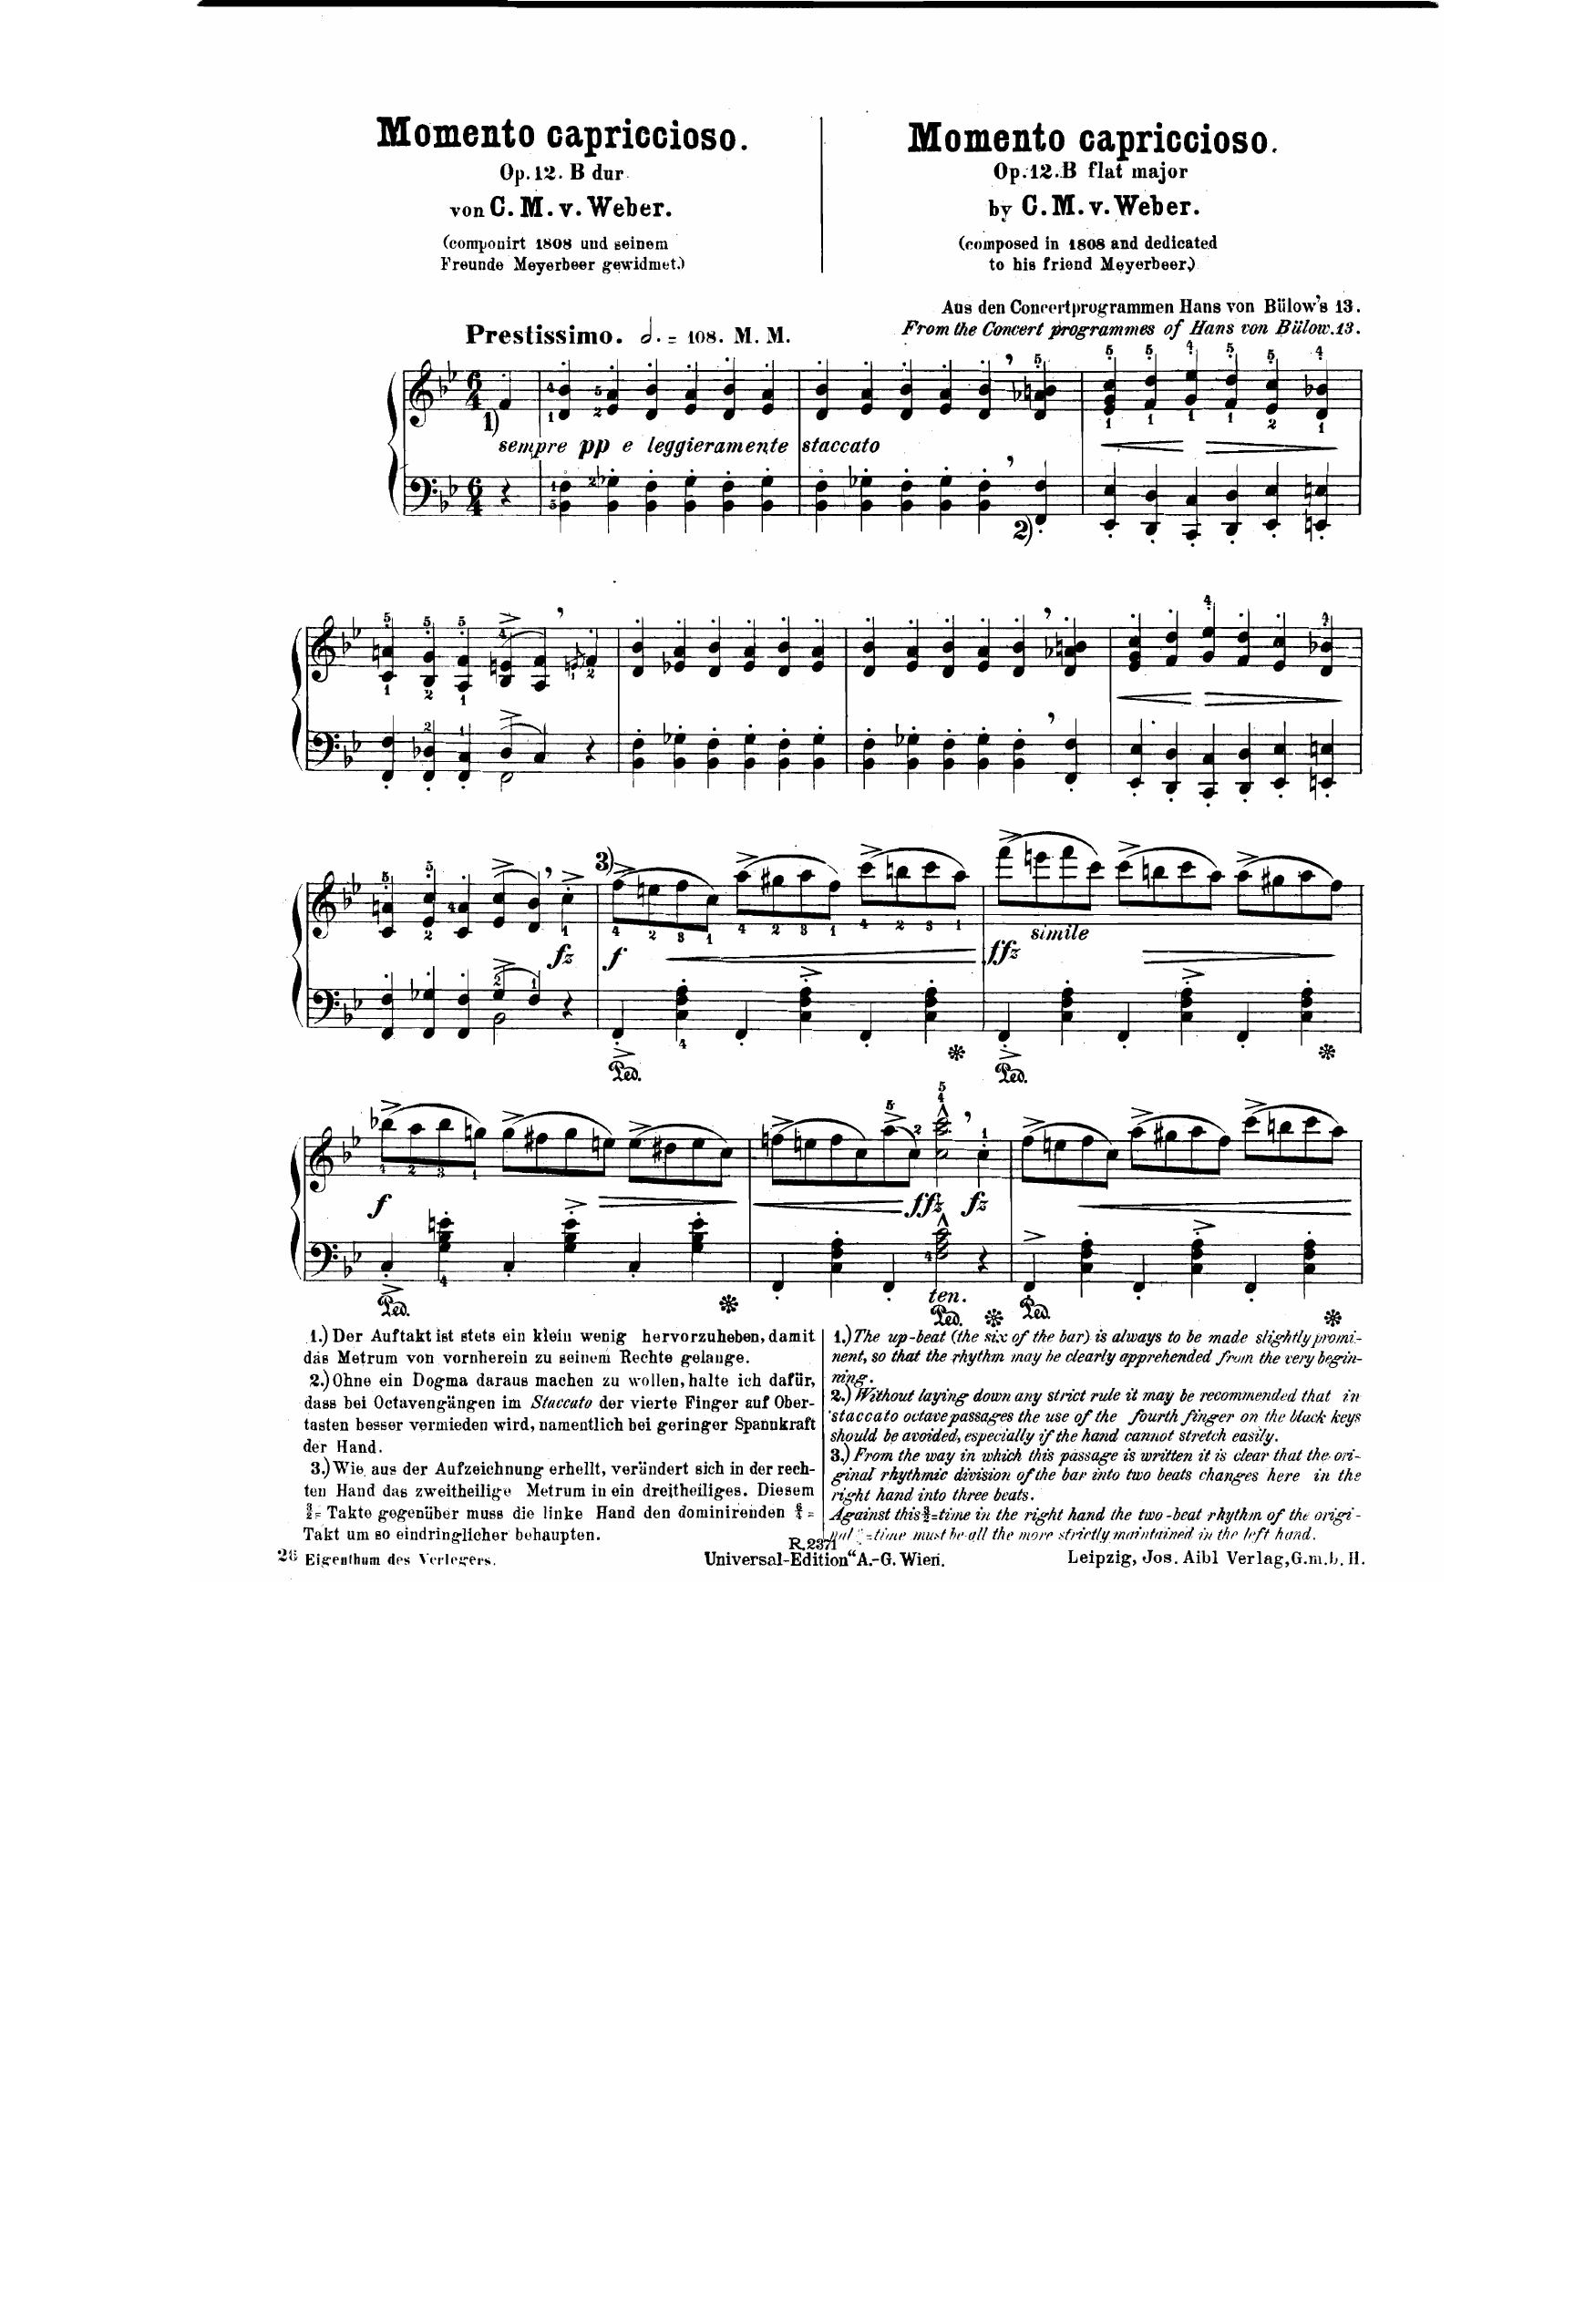 Momento capriccioso.
Op. 12. B dur
von C. M. v. Weber.
(componirt 1808 und seinem
Freunde Meyerbeer gewidmet.)
Momento capriccioso.
Op. 12. B flat major
by C. M. v. Weber.
(composed in 1808 and dedicated
to his friend Meyerbeer.)
Aus den Concertprogrammen Hans von Bülow's 13.
From the Concert programmes of Hans von Bülow. 13.
Prestissimo. 𝅗𝅥. = 108. M. M.
1)
sempre pp e leggieramente staccato
2)
3)
fz f
simile
ffz
Ped. Ped.
f ffz fz
ten.
Ped. Ped. Ped.
1.) Der Auftakt ist stets ein klein wenig hervorzuheben, damit
das Metrum von vornherein zu seinem Rechte gelange.
2.) Ohne ein Dogma daraus machen zu wollen, halte ich dafür,
dass bei Octavengängen im Staccato der vierte Finger auf Ober-
tasten besser vermieden wird, namentlich bei geringer Spannkraft
der Hand.
3.) Wie aus der Aufzeichnung erhellt, verändert sich in der rech-
ten Hand das zweitheilige Metrum in ein dreitheiliges. Diesem
3/2 = Takte gegenüber muss die linke Hand den dominirenden 6/4 =
Takt um so eindringlicher behaupten.
1.) The up-beat (the six of the bar) is always to be made slightly promi-
nent, so that the rhythm may be clearly apprehended from the very begin-
ning.
2.) Without laying down any strict rule it may be recommended that in
staccato octave passages the use of the fourth finger on the black keys
should be avoided, especially if the hand cannot stretch easily.
3.) From the way in which this passage is written it is clear that the ori-
ginal rhythmic division of the bar into two beats changes here in the
right hand into three beats.
Against this 3/2 = time in the right hand the two-beat rhythm of the origi-
nal = time must be all the more strictly maintained in the left hand.
26 Eigenthum des Verlegers.
R. 2371
Universal-Edition" A.-G. Wien.
Leipzig, Jos. Aibl Verlag, G.m.b.H.